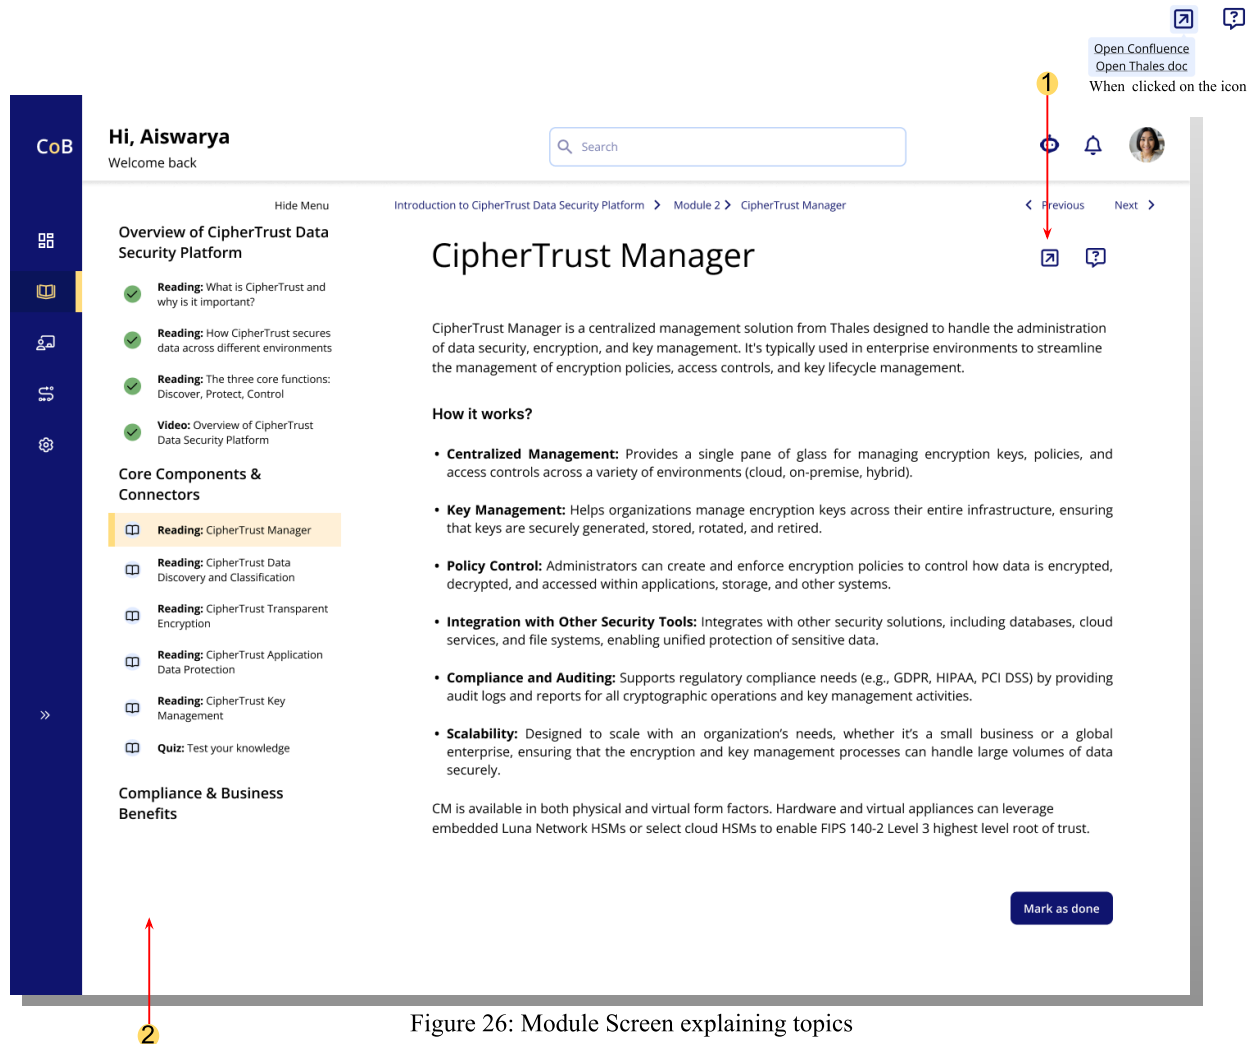 Open Confluence
Open Thales doc
When clicked on the icon
1
CoB
Hi, Aiswarya
Welcome back
Search
Hide Menu
Overview of CipherTrust Data
Security Platform
Reading: What is CipherTrust and
why is it important?
Reading: How CipherTrust secures
data across different environments
Reading: The three core functions:
Discover, Protect, Control
Video: Overview of CipherTrust
Data Security Platform
Core Components &
Connectors
Reading: CipherTrust Manager
Reading: CipherTrust Data
Discovery and Classification
Reading: CipherTrust Transparent
Encryption
Reading: CipherTrust Application
Data Protection
Reading: CipherTrust Key
Management
Quiz: Test your knowledge
Compliance & Business
Benefits
Introduction to CipherTrust Data Security Platform > Module 2 > CipherTrust Manager
< Previous Next >
CipherTrust Manager
CipherTrust Manager is a centralized management solution from Thales designed to handle the administration
of data security, encryption, and key management. It's typically used in enterprise environments to streamline
the management of encryption policies, access controls, and key lifecycle management.
How it works?
• Centralized Management: Provides a single pane of glass for managing encryption keys, policies, and
access controls across a variety of environments (cloud, on-premise, hybrid).
• Key Management: Helps organizations manage encryption keys across their entire infrastructure, ensuring
that keys are securely generated, stored, rotated, and retired.
• Policy Control: Administrators can create and enforce encryption policies to control how data is encrypted,
decrypted, and accessed within applications, storage, and other systems.
• Integration with Other Security Tools: Integrates with other security solutions, including databases, cloud
services, and file systems, enabling unified protection of sensitive data.
• Compliance and Auditing: Supports regulatory compliance needs (e.g., GDPR, HIPAA, PCI DSS) by providing
audit logs and reports for all cryptographic operations and key management activities.
• Scalability: Designed to scale with an organization's needs, whether it's a small business or a global
enterprise, ensuring that the encryption and key management processes can handle large volumes of data
securely.
CM is available in both physical and virtual form factors. Hardware and virtual appliances can leverage
embedded Luna Network HSMs or select cloud HSMs to enable FIPS 140-2 Level 3 highest level root of trust.
Mark as done
2
Figure 26: Module Screen explaining topics